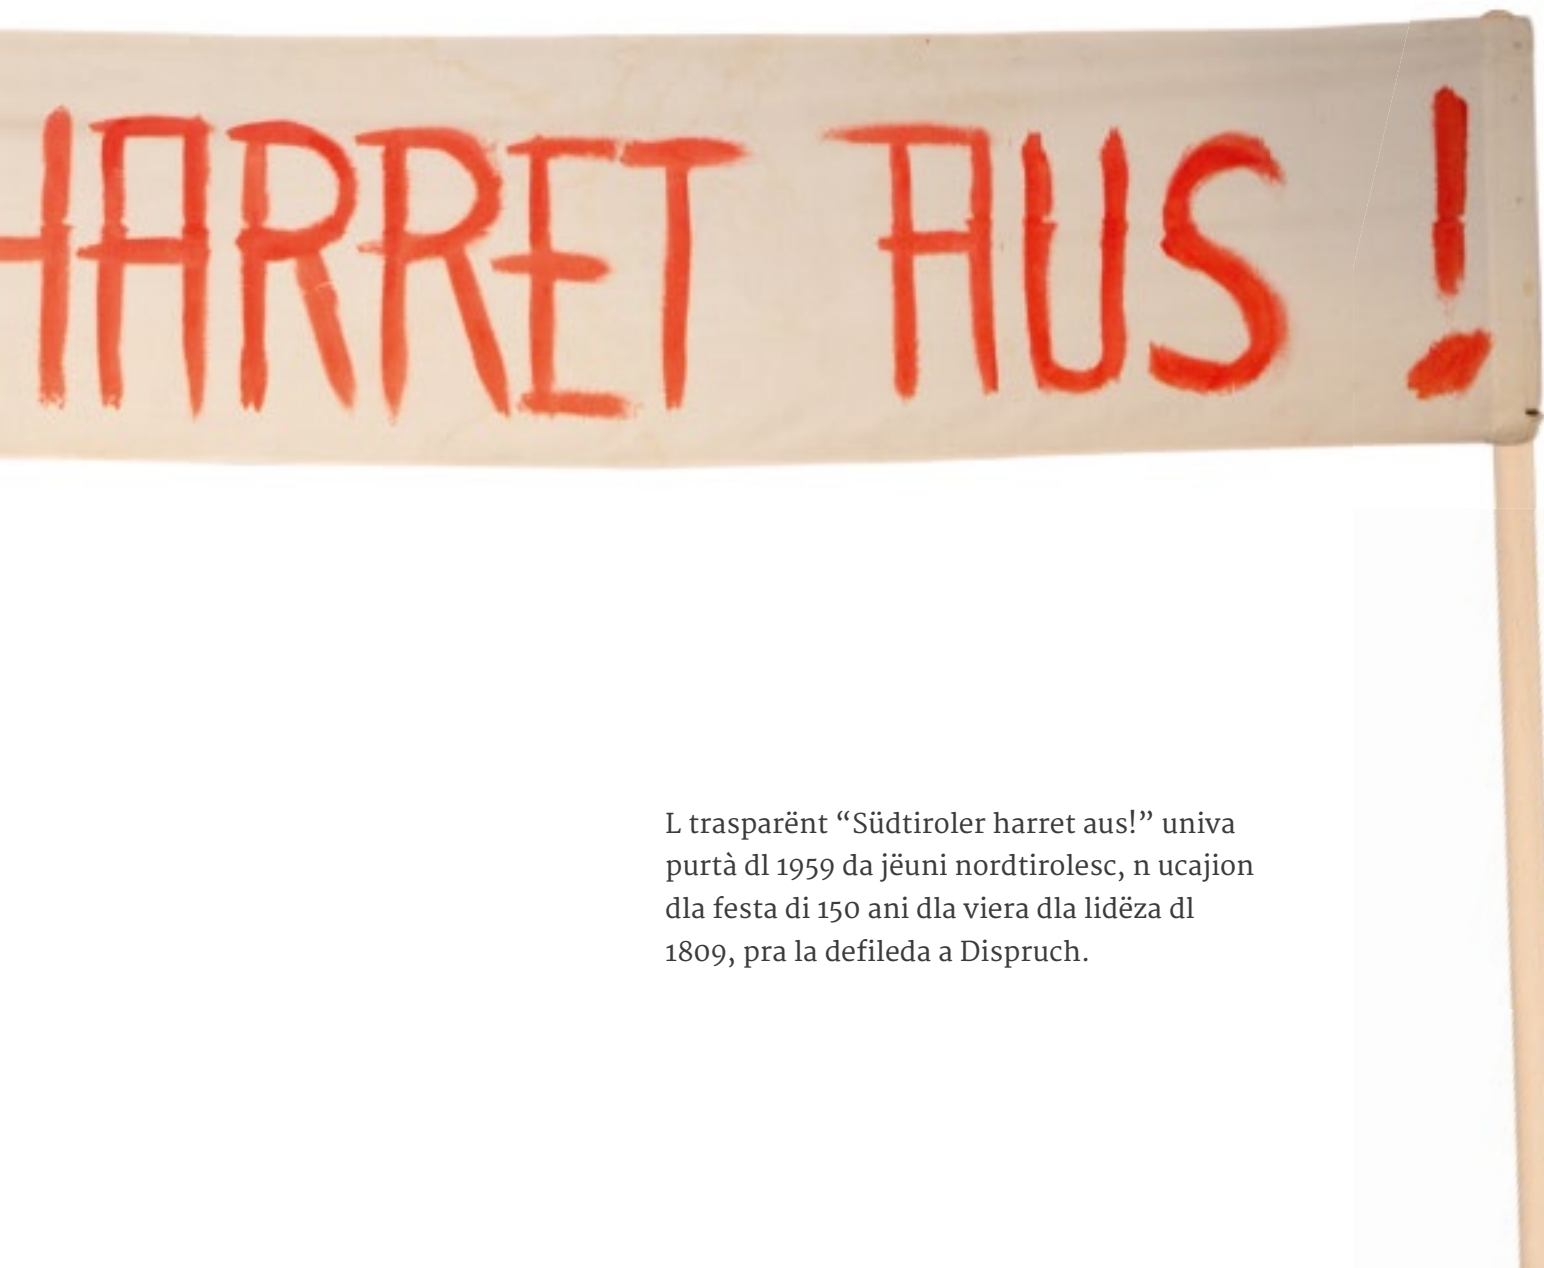 HARRET AUS!
L trasparënt “Südtiroler harret aus!” univa
purtà dl 1959 da jëuni nordtirolesc, n ucajion
dla festa di 150 ani dla viera dla lidëza dl
1809, pra la defileda a Dispruch.